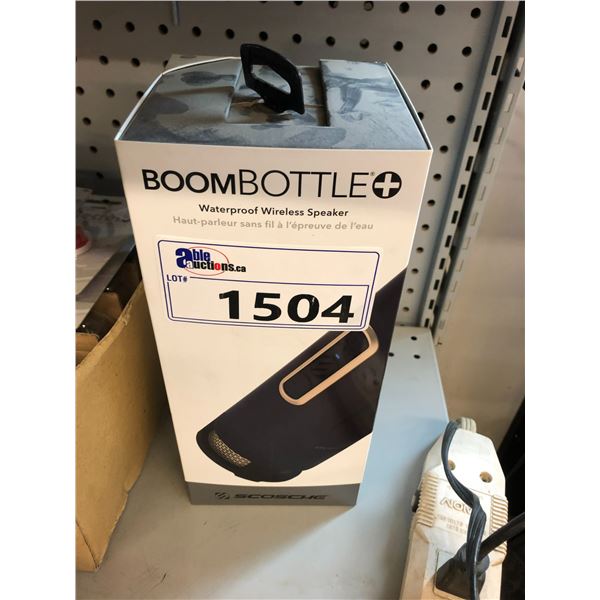 BOOMBOTTLE+
Waterproof Wireless Speaker
Haut-parleur sans fil à l'épreuve de l'eau
able
auctions.ca
LOT#
1504
SCOSCHE